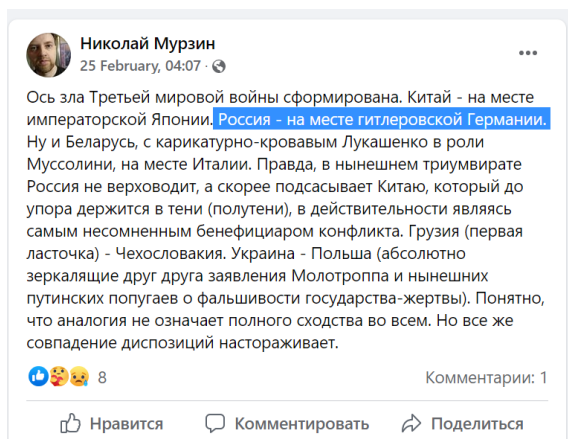 Николай Мурзин
25 February, 04:07 ·
Ось зла Третьей мировой войны сформирована. Китай - на месте
императорской Японии. Россия - на месте гитлеровской Германии.
Ну и Беларусь, с карикатурно-кровавым Лукашенко в роли
Муссолини, на месте Италии. Правда, в нынешнем триумвирате
Россия не верховодит, а скорее подсасывает Китаю, который до
упора держится в тени (полутени), в действительности являясь
самым несомненным бенефициаром конфликта. Грузия (первая
ласточка) - Чехословакия. Украина - Польша (абсолютно
зеркалящие друг друга заявления Молотроппа и нынешних
путинских попугаев о фальшивости государства-жертвы). Понятно,
что аналогия не означает полного сходства во всем. Но все же
совпадение диспозиций настораживает.
8
Комментарии: 1
Нравится Комментировать Поделиться